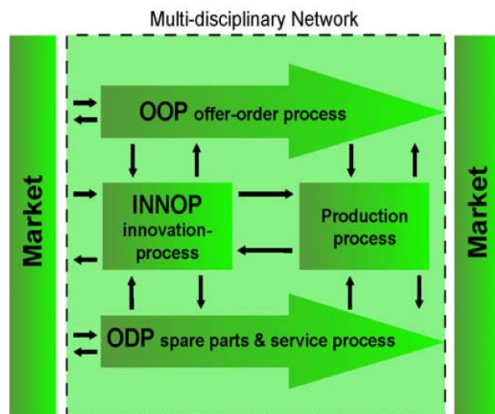 Multi-disciplinary Network
Market
OOP offer-order process
INNOP
innovation-
process
Production
process
ODP spare parts & service process
Market